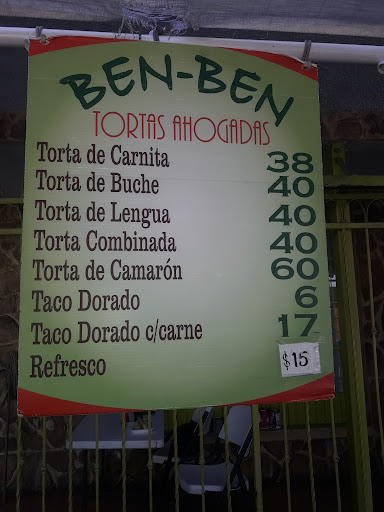 BEN-BEN
TORTAS AHOGADAS
Torta de Carnita 38
Torta de Buche 40
Torta de Lengua 40
Torta Combinada 40
Torta de Camarón 60
Taco Dorado 6
Taco Dorado c/carne 17
Refresco $15